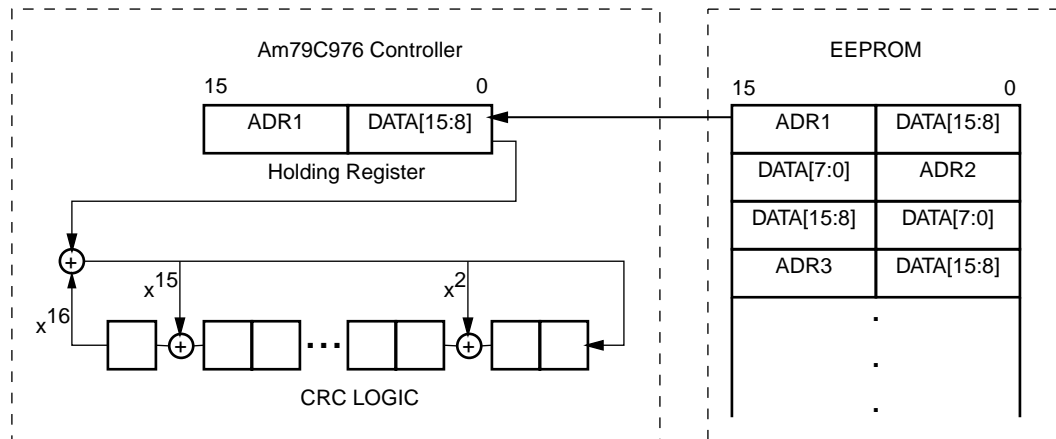 Am79C976 Controller
15 0
ADR1 DATA[15:8]
Holding Register
+
x15 x2
x16
+ +
CRC LOGIC
EEPROM
15 0
ADR1 DATA[15:8]
DATA[7:0] ADR2
DATA[15:8] DATA[7:0]
ADR3 DATA[15:8]